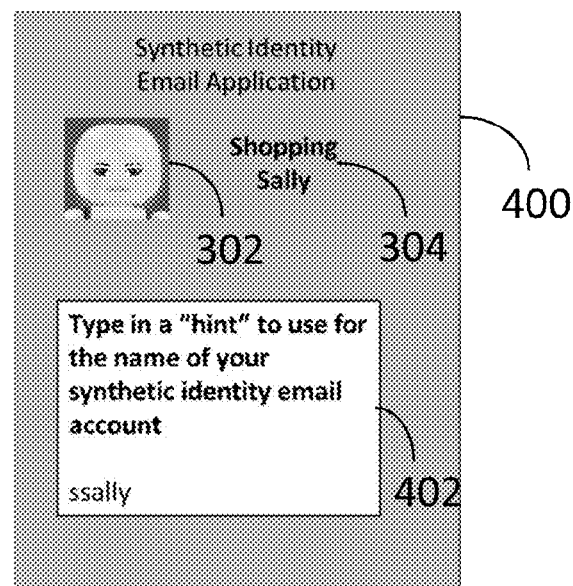 Synthetic Identity
Email Application
Shopping
Sally
302
304
400
Type in a "hint" to use for
the name of your
synthetic identity email
account
ssally
402